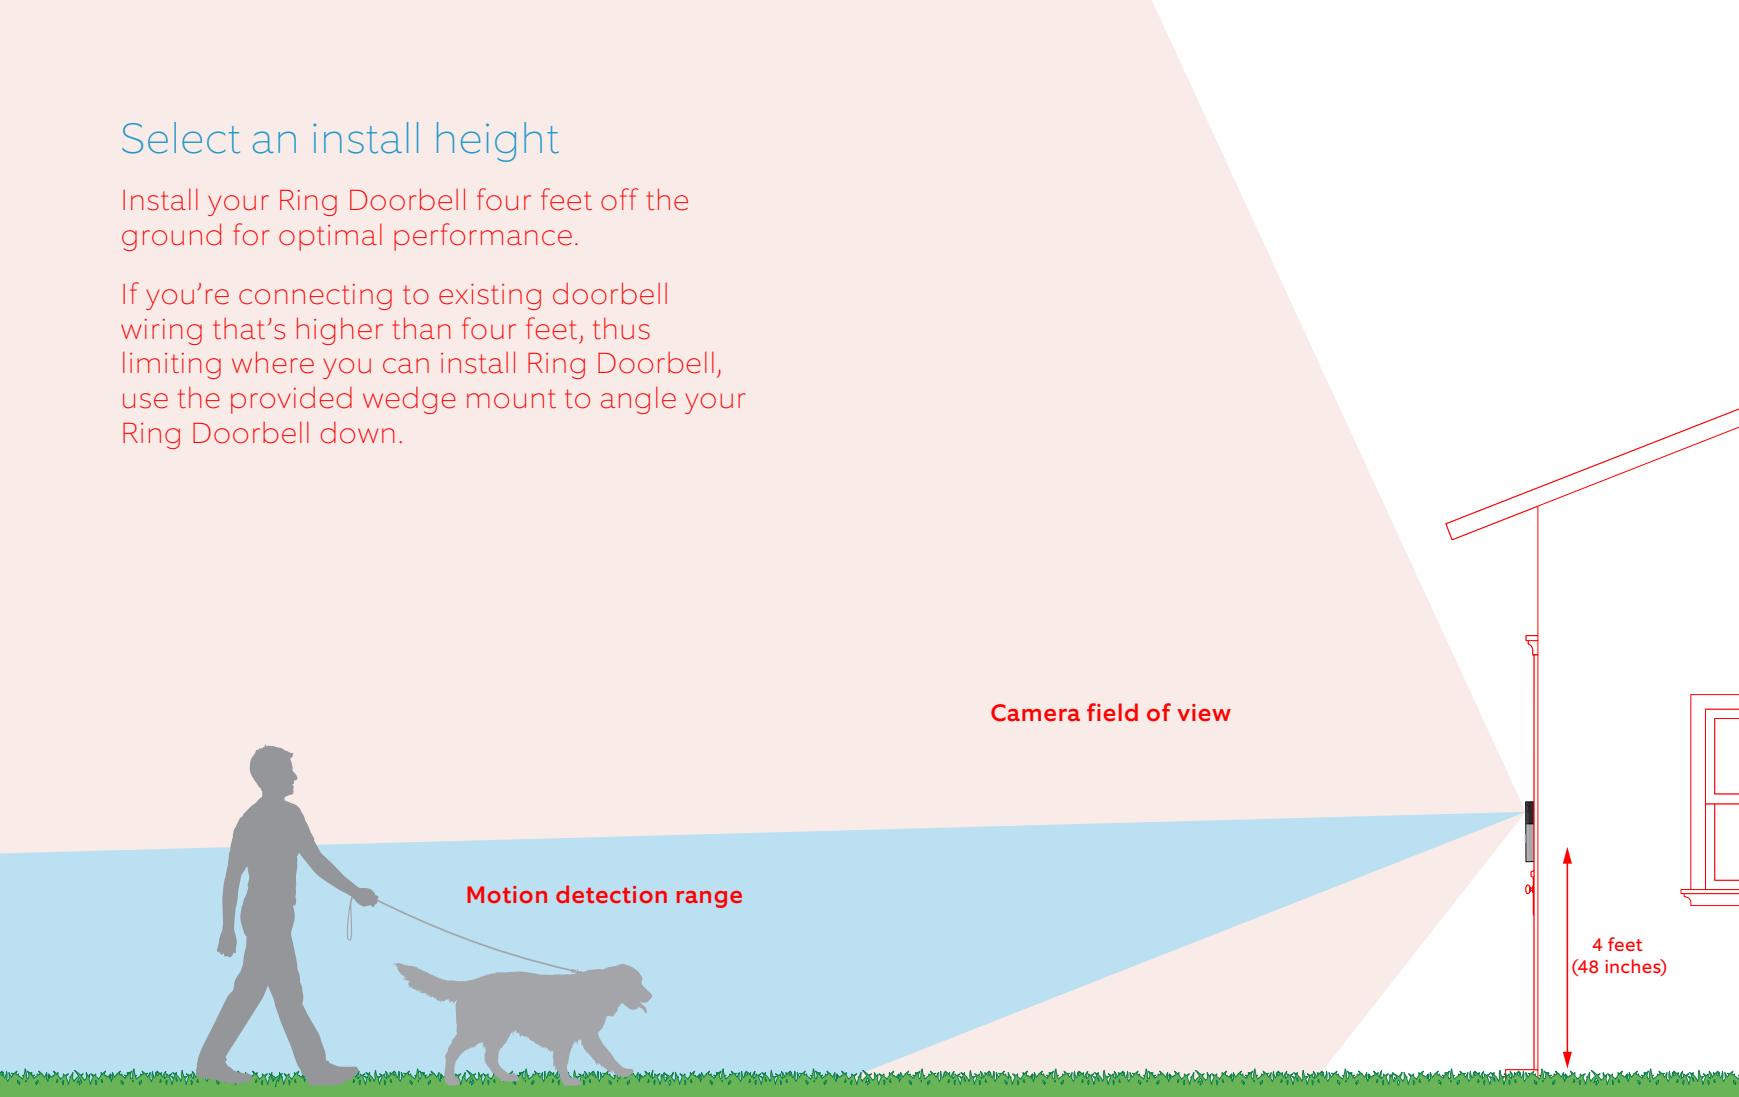 Select an install height
Install your Ring Doorbell four feet off the
ground for optimal performance.
If you’re connecting to existing doorbell
wiring that’s higher than four feet, thus
limiting where you can install Ring Doorbell,
use the provided wedge mount to angle your
Ring Doorbell down.
Camera field of view
Motion detection range
4 feet
(48 inches)